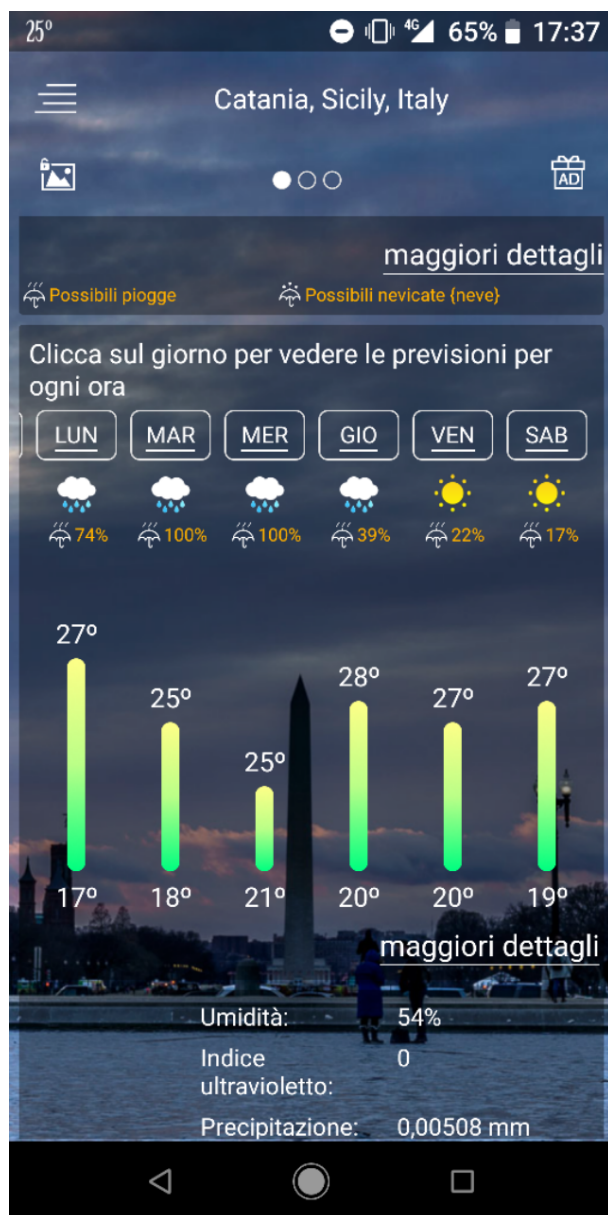 25°
4G 65% 17:37
Catania, Sicily, Italy
AD
maggiori dettagli
Possibili piogge Possibili nevicate {neve}
Clicca sul giorno per vedere le previsioni per
ogni ora
LUN MAR MER GIO VEN SAB
74% 100% 100% 39% 22% 17%
27º 25º 25º 28º 27º 27º
17º 18º 21º 20º 20º 19º
maggiori dettagli
Umidità: 54%
Indice 0
ultravioletto:
Precipitazione: 0,00508 mm